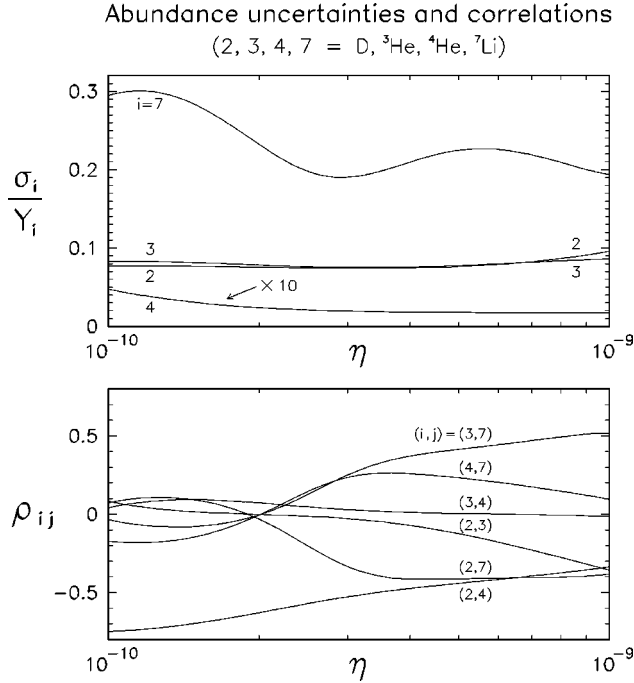 Abundance uncertainties and correlations
(2, 3, 4, 7 = D, ³He, ⁴He, ⁷Li)
0.3
i=7
0.2
σᵢ
Yᵢ
0.1
3
2
2
3
× 10
4
0
10⁻¹⁰
η
10⁻⁹
0.5
(i,j)=(3,7)
(4,7)
(3,4)
0
(2,3)
ρᵢⱼ
(2,7)
−0.5
(2,4)
10⁻¹⁰
η
10⁻⁹